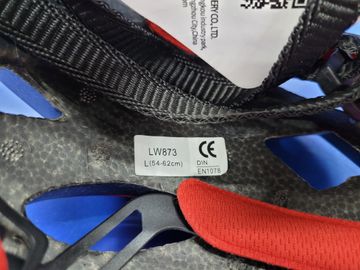 ERY CO.,LTD.
LW873
L(54-62cm)
CE
DIN
EN1078